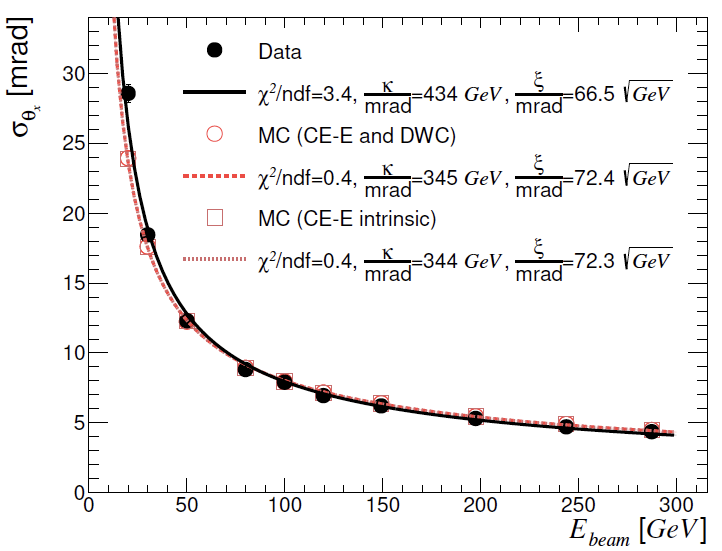 σθx [mrad]
30
25
20
15
10
5
0
Data
χ²/ndf=3.4, κ/mrad=434 GeV, ξ/mrad=66.5 √GeV
MC (CE-E and DWC)
χ²/ndf=0.4, κ/mrad=345 GeV, ξ/mrad=72.4 √GeV
MC (CE-E intrinsic)
χ²/ndf=0.4, κ/mrad=344 GeV, ξ/mrad=72.3 √GeV
0 50 100 150 200 250 300
Ebeam [GeV]